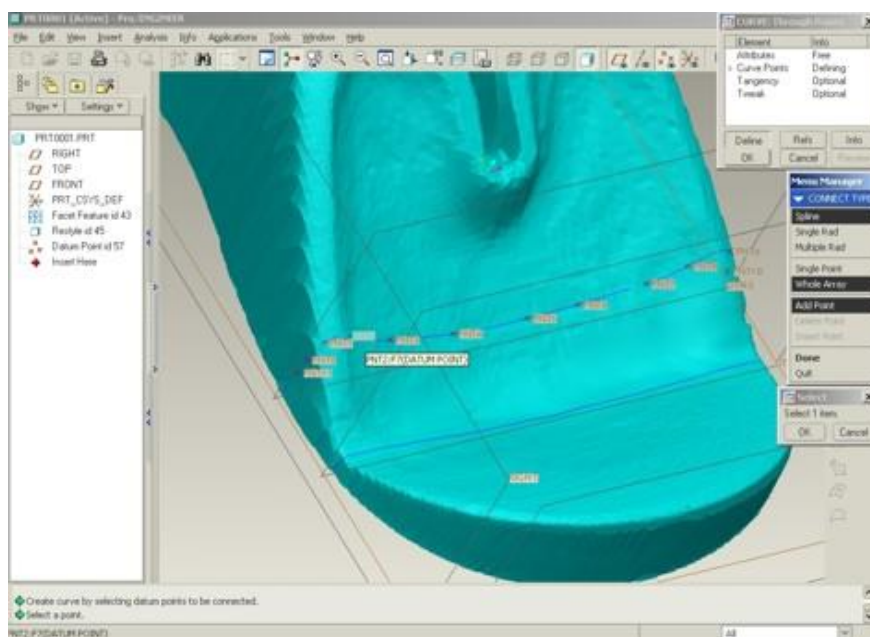 PRT0001 (Active) - Pro/ENGINEER
File Edit View Insert Analysis Info Applications Tools Window Help
Show Settings
PRT0001.PRT
RIGHT
TOP
FRONT
PRT_CSYS_DEF
Facet Feature id 43
Restyle id 45
Datum Point id 57
Insert Here
PNT2:F7(DATUM POINT)
CURVE: Through Points
Element Info
Attributes Free
Curve Points Defining
Tangency Optional
Tweak Optional
Define Refs Info
OK Cancel Preview
Menu Manager
CONNECT TYPE
Spline
Single Rad
Multiple Rad
Single Point
Whole Array
Add Point
Delete Point
Insert Point
Done
Quit
Select
Select 1 item.
OK Cancel
Create curve by selecting datum points to be connected.
Select a point.
PNT2:F7(DATUM POINT)
All